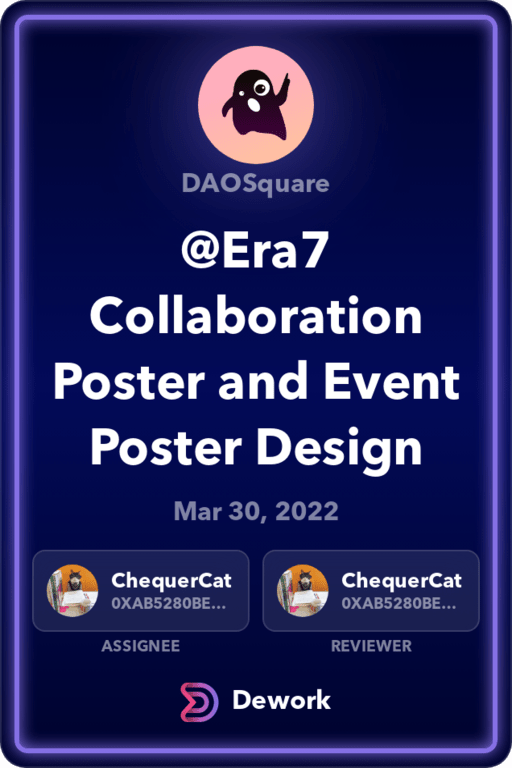 DAOSquare
@Era7
Collaboration
Poster and Event
Poster Design
Mar 30, 2022
ChequerCat
0XAB5280BE...
ASSIGNEE
ChequerCat
0XAB5280BE...
REVIEWER
Dework